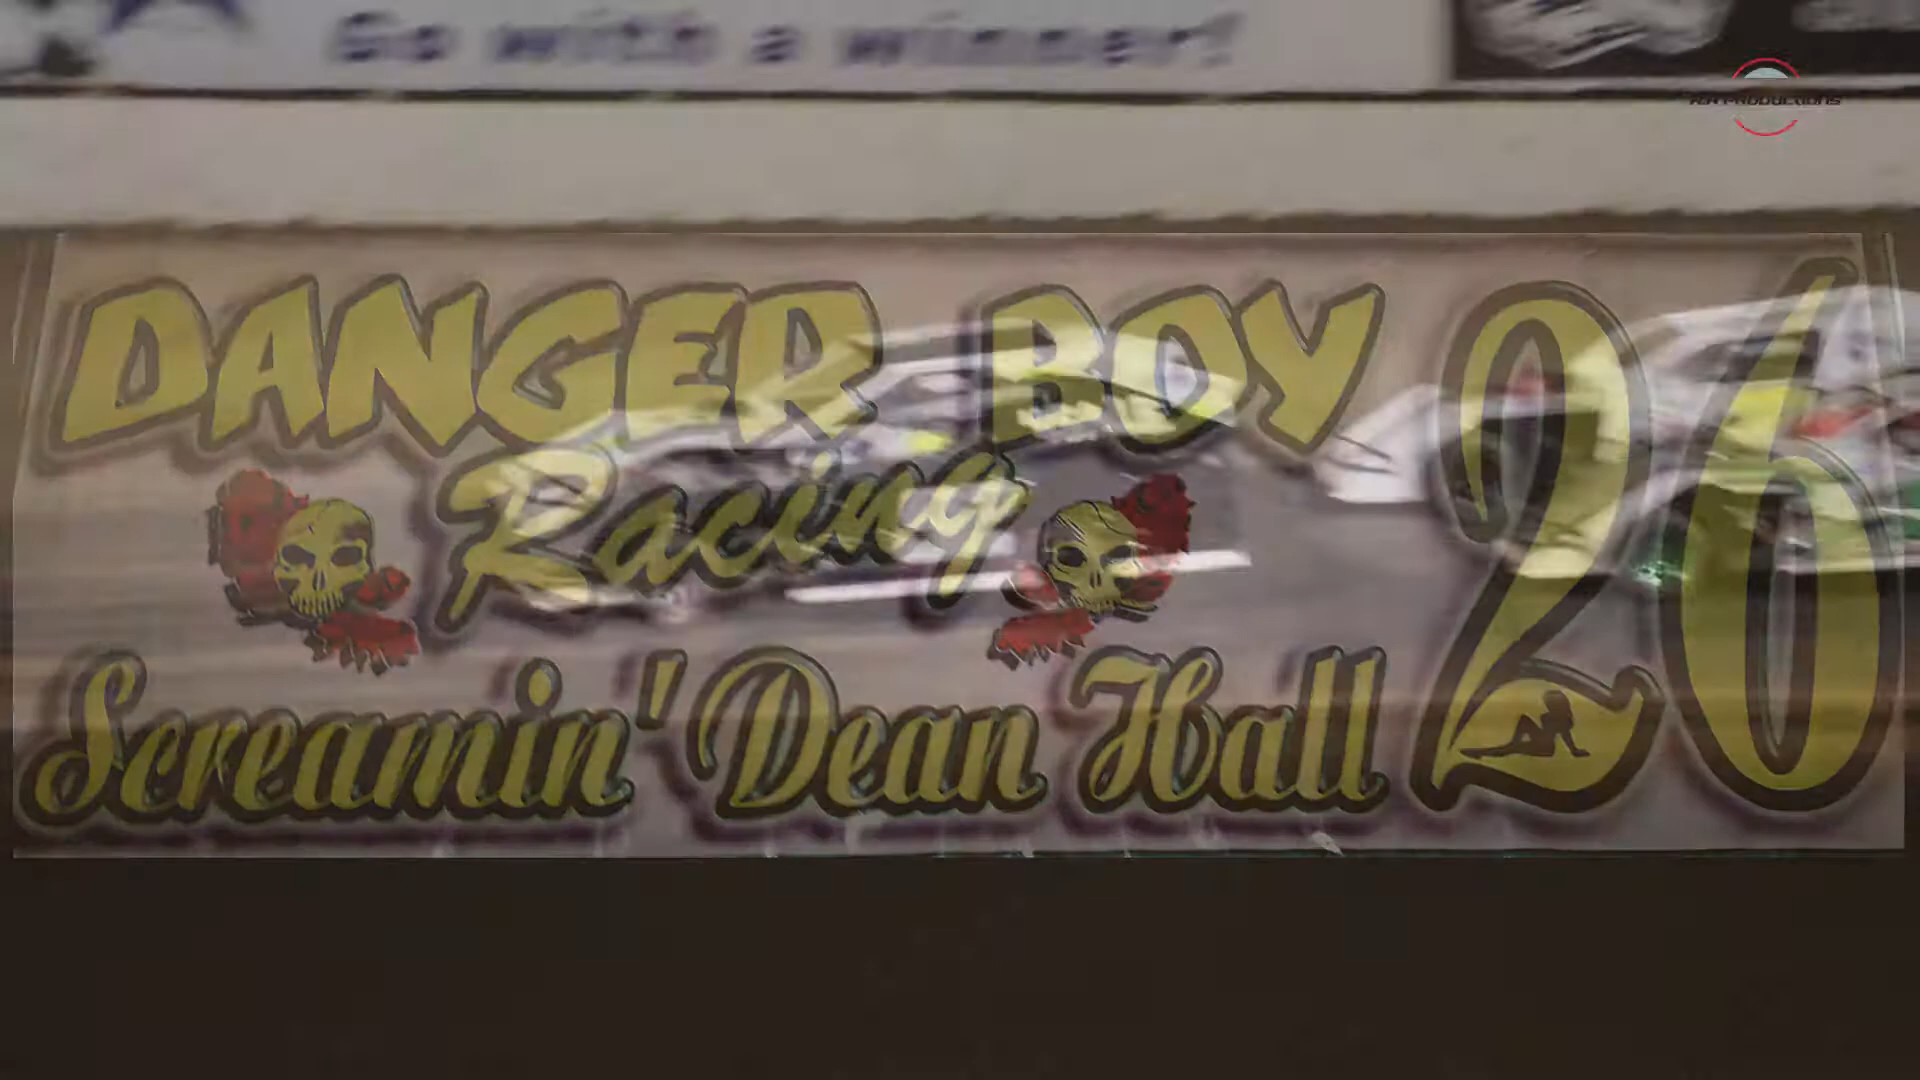 Go with a winner!
DANGER BOY 26
Racing
Screamin' Dean Hall